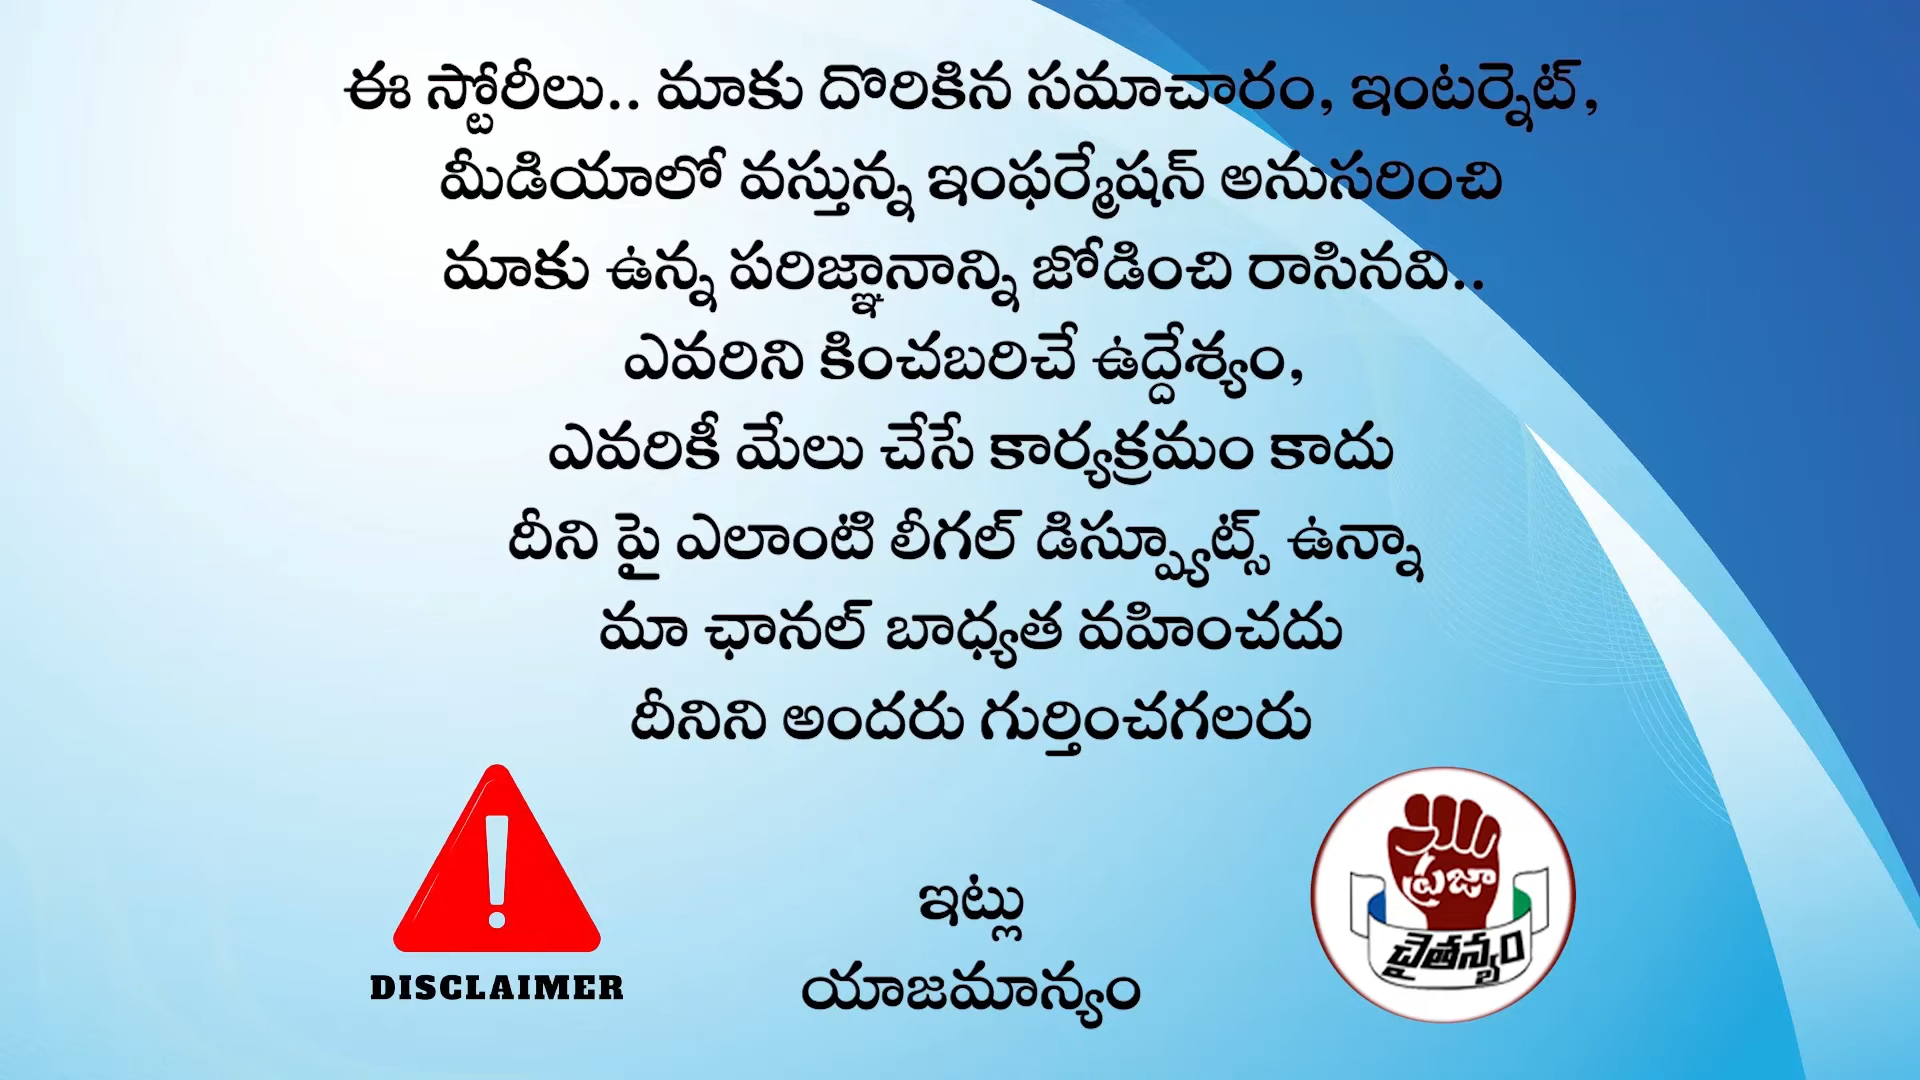 ఈ స్టోరీలు.. మాకు దొరికిన సమాచారం, ఇంటర్నెట్,
మీడియాలో వస్తున్న ఇంఫర్మేషన్ అనుసరించి
మాకు ఉన్న పరిజ్ఞానాన్ని జోడించి రాసినవి..
ఎవరిని కించబరిచే ఉద్దేశ్యం,
ఎవరికీ మేలు చేసే కార్యక్రమం కాదు
దీని పై ఎలాంటి లీగల్ డిస్ప్యూట్స్ ఉన్నా
మా ఛానల్ బాధ్యత వహించదు
దీనిని అందరు గుర్తించగలరు
DISCLAIMER
ఇట్లు
యాజమాన్యం
ప్రజా
చైతన్యం